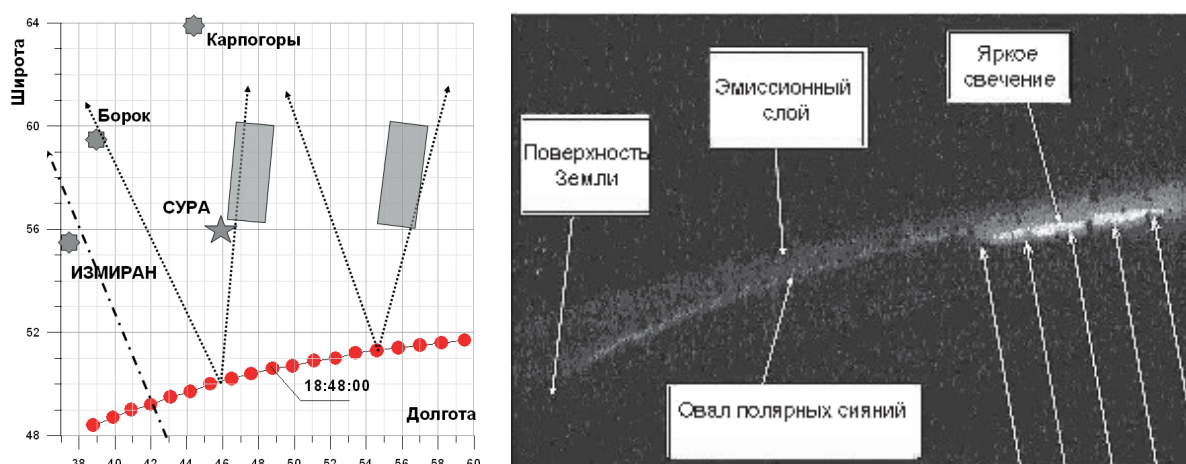 64
60
56
52
48
Широта
Карпогоры
Борок
СУРА
ИЗМИРАН
18:48:00
Долгота
38 40 42 44 46 48 50 52 54 56 58 60
Яркое
свечение
Эмиссионный
слой
Поверхность
Земли
Овал полярных сияний